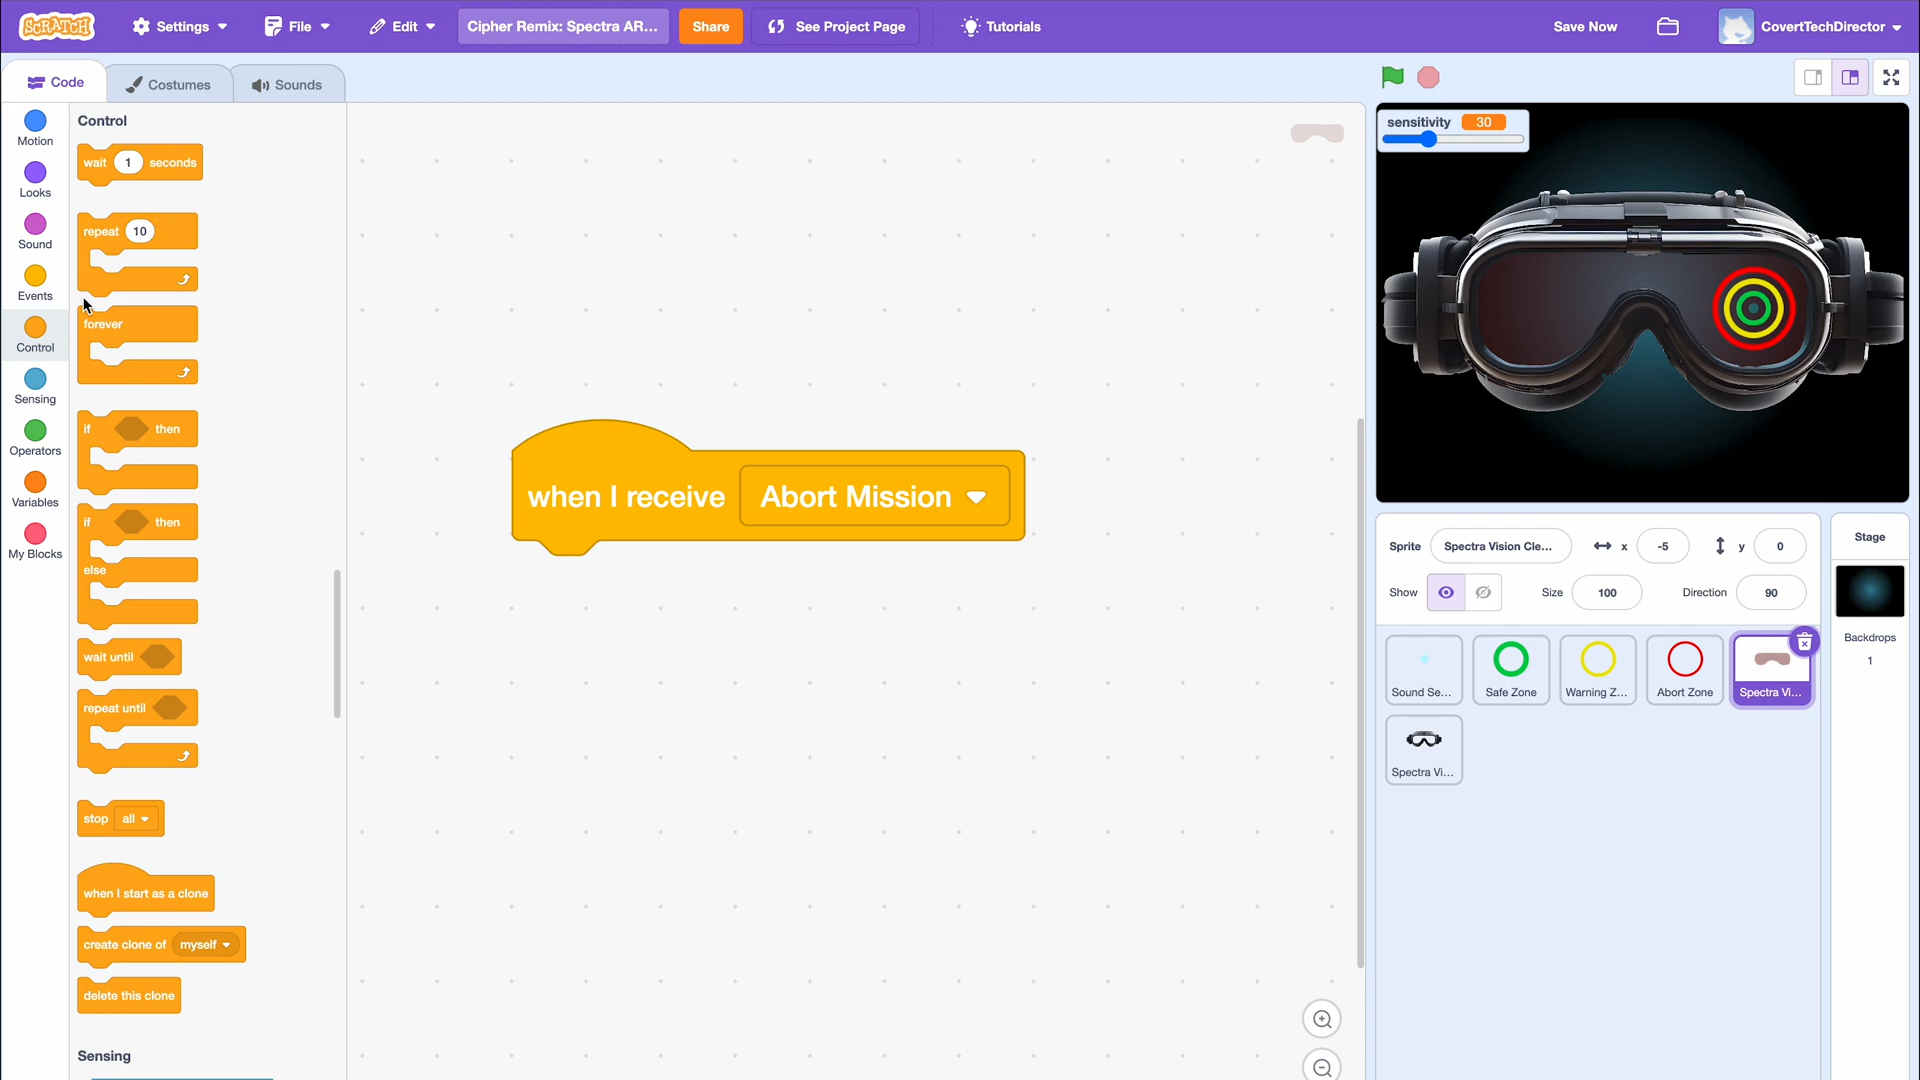 SCRATCH
Settings
File
Edit
Cipher Remix: Spectra AR...
Share
See Project Page
Tutorials
Save Now
CovertTechDirector
Code
Costumes
Sounds
Motion
Looks
Sound
Events
Control
Sensing
Operators
Variables
My Blocks
Control
wait 1 seconds
repeat 10
forever
if then
if then
else
wait until
repeat until
stop all
when I start as a clone
create clone of myself
delete this clone
Sensing
when I receive Abort Mission
sensitivity 30
Sprite Spectra Vision Cle... x -5 y 0
Show Size 100 Direction 90
Sound Se...
Safe Zone
Warning Z...
Abort Zone
Spectra Vi...
Spectra Vi...
Stage
Backdrops
1